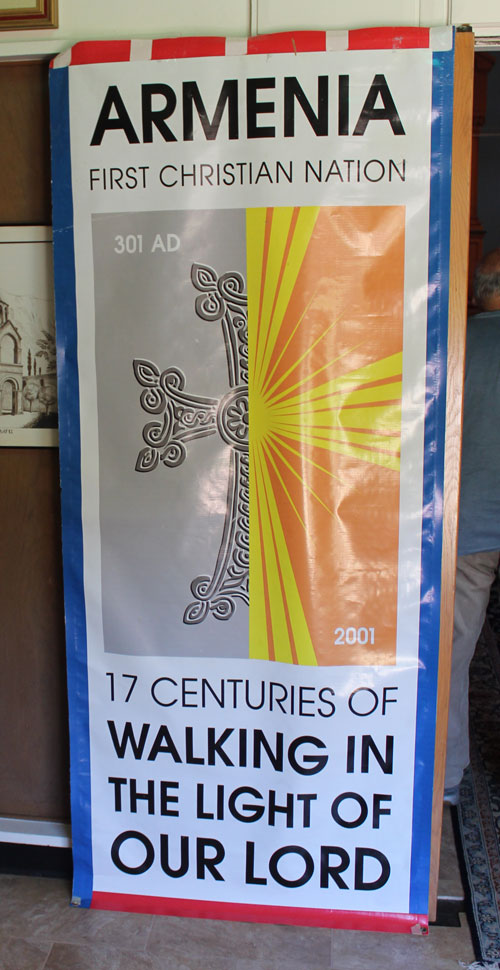 ARMENIA
FIRST CHRISTIAN NATION
301 AD
2001
17 CENTURIES OF
WALKING IN
THE LIGHT OF
OUR LORD